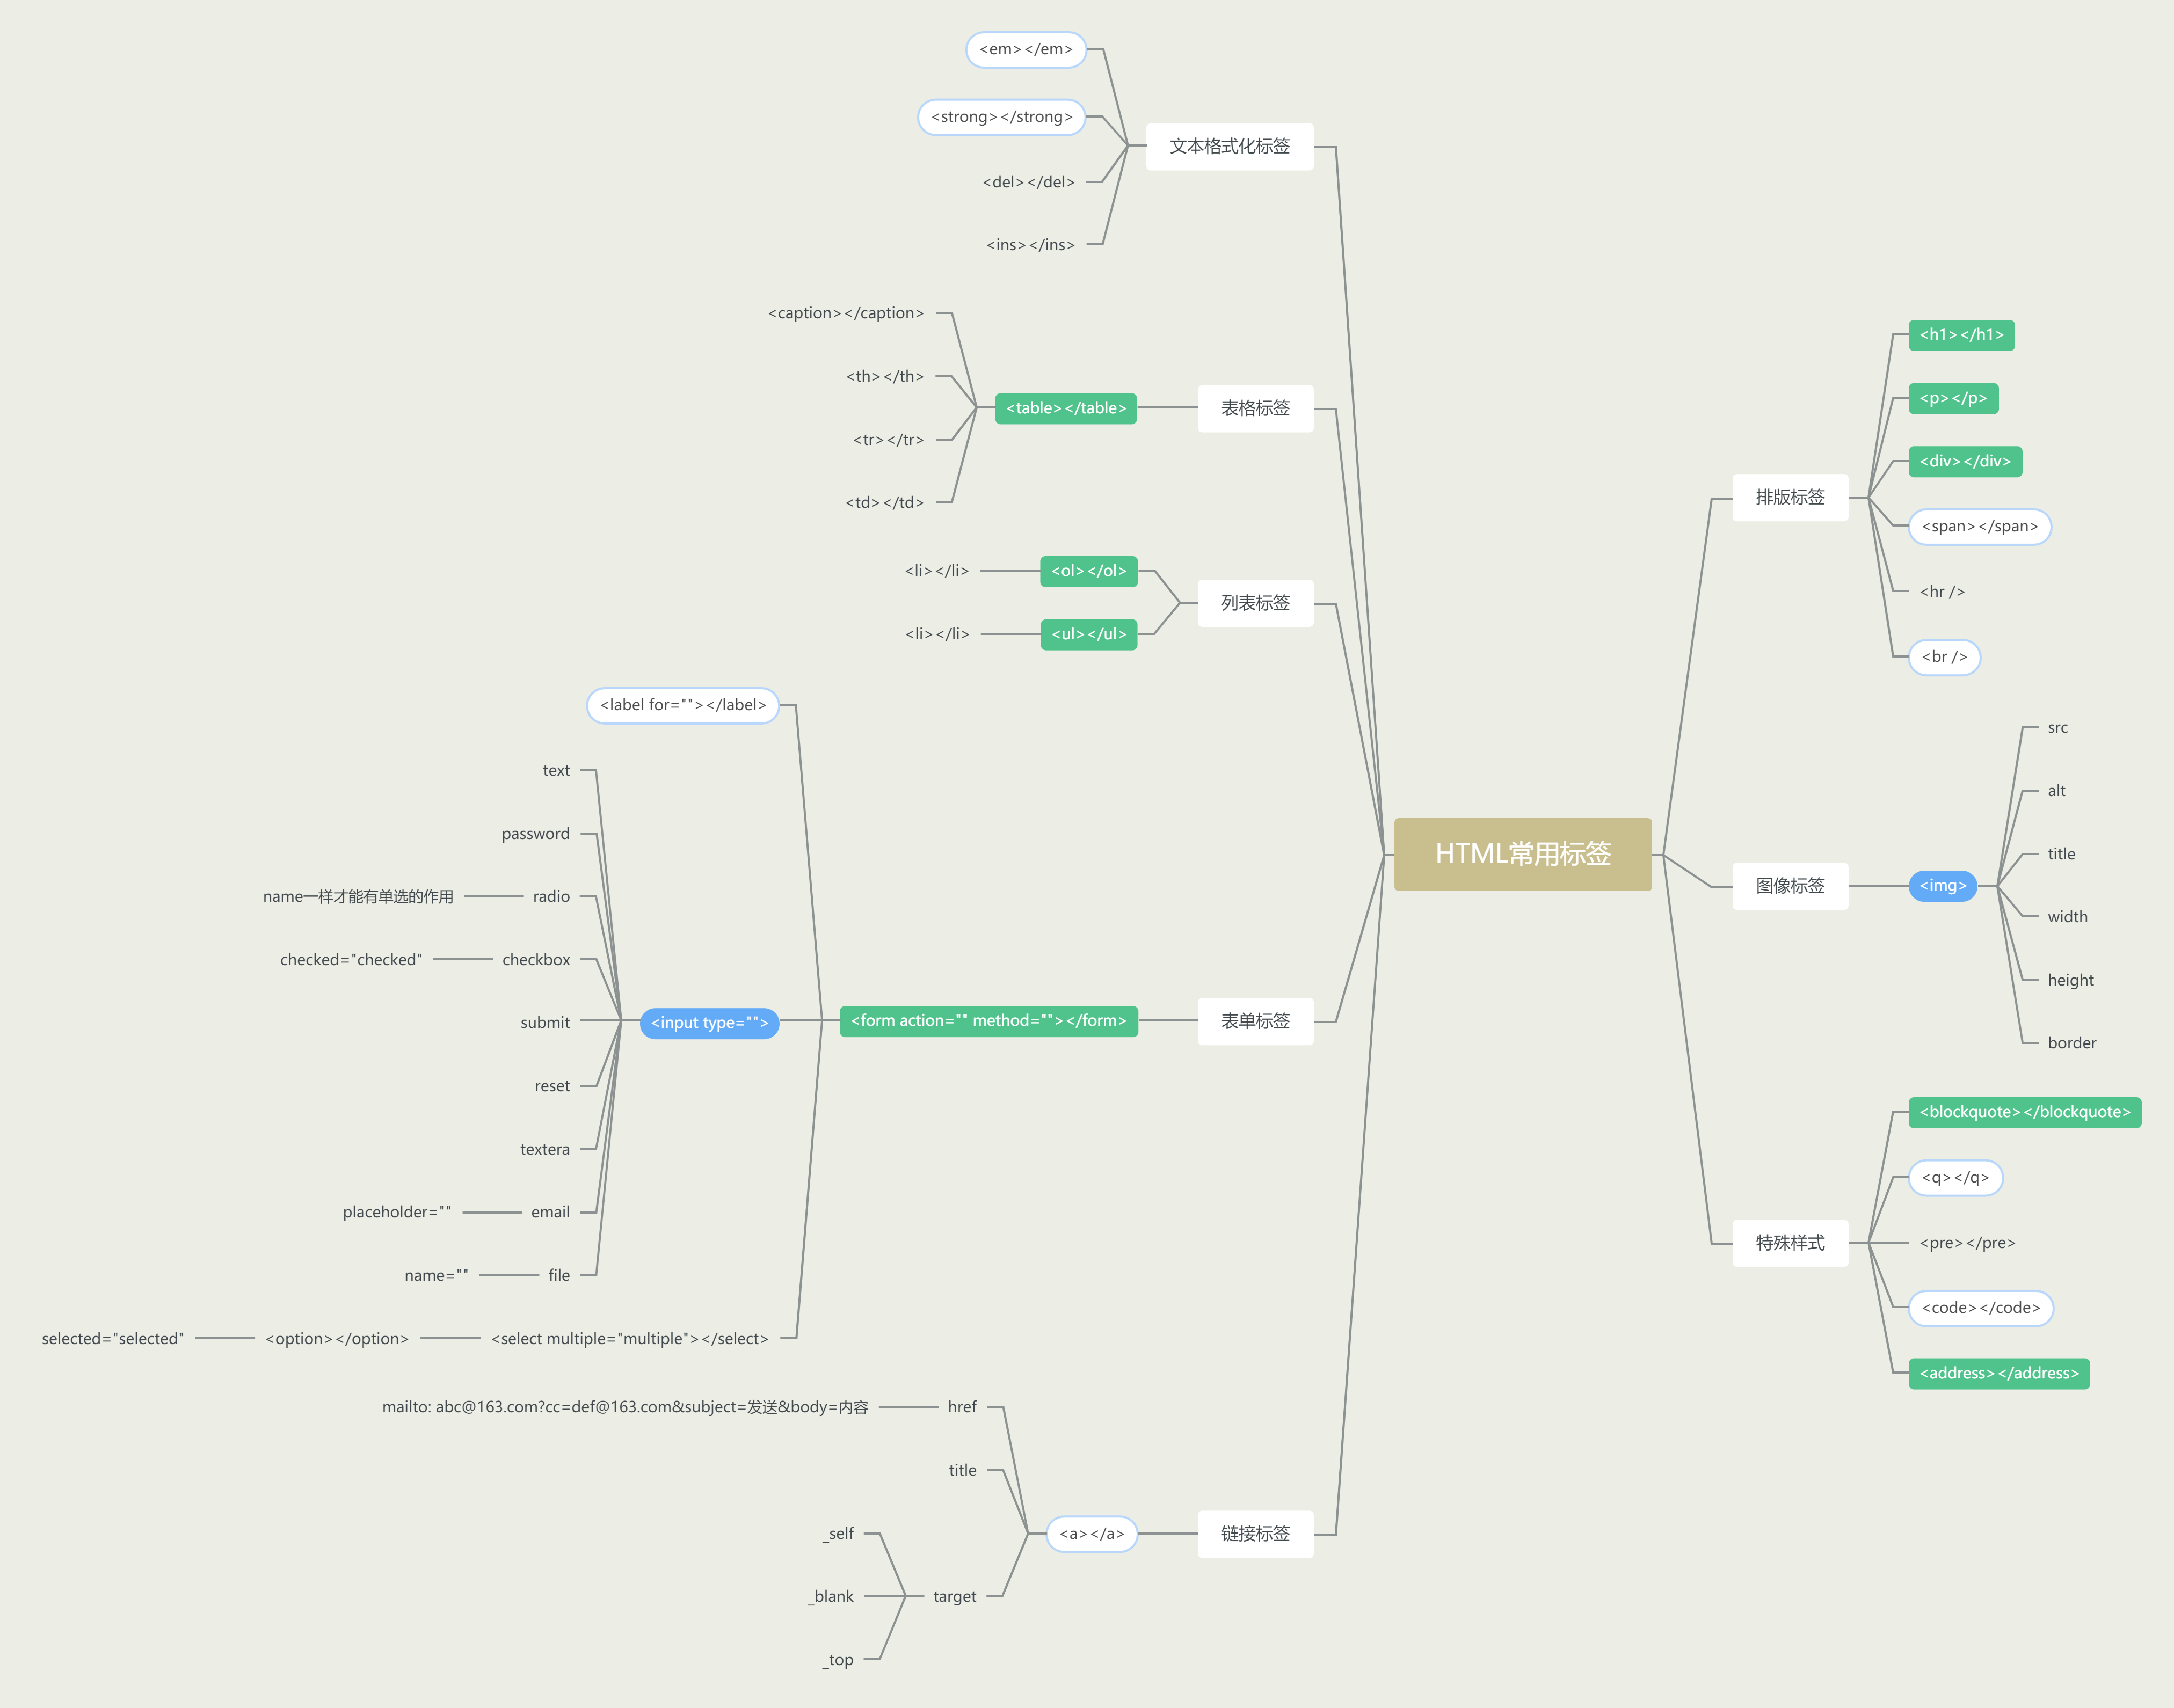 HTML常用标签
文本格式化标签
<em></em>
<strong></strong>
<del></del>
<ins></ins>
表格标签
<table></table>
<caption></caption>
<th></th>
<tr></tr>
<td></td>
列表标签
<ol></ol>
<li></li>
<ul></ul>
<li></li>
表单标签
<form action="" method=""></form>
<label for=""></label>
<input type="">
text
password
radio
name一样才能有单选的作用
checkbox
checked="checked"
submit
reset
textera
email
placeholder=""
file
name=""
<select multiple="multiple"></select>
<option></option>
selected="selected"
链接标签
<a></a>
href
mailto: abc@163.com?cc=def@163.com&subject=发送&body=内容
title
target
_self
_blank
_top
排版标签
<h1></h1>
<p></p>
<div></div>
<span></span>
<hr />
<br />
图像标签
<img>
src
alt
title
width
height
border
特殊样式
<blockquote></blockquote>
<q></q>
<pre></pre>
<code></code>
<address></address>